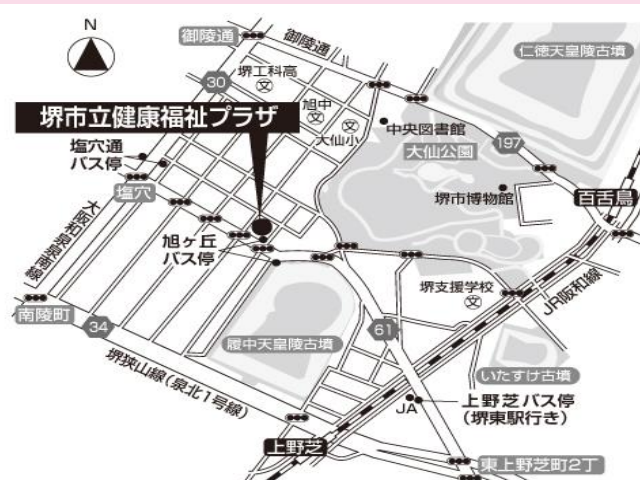 N
御陵通
御陵通
仁徳天皇陵古墳
30
堺工科高
文
旭中
文
文
大仙小
中央図書館
197
大仙公園
堺市立健康福祉プラザ
塩穴通
バス停
塩穴
堺市博物館
百舌鳥
大阪和泉泉南線
旭ヶ丘
バス停
堺支援学校
文
JR阪和線
南陵町
34
61
履中天皇陵古墳
堺狭山線(泉北1号線)
いたすけ古墳
JA
上野芝バス停
(堺東駅行き)
上野芝
東上野芝町2丁